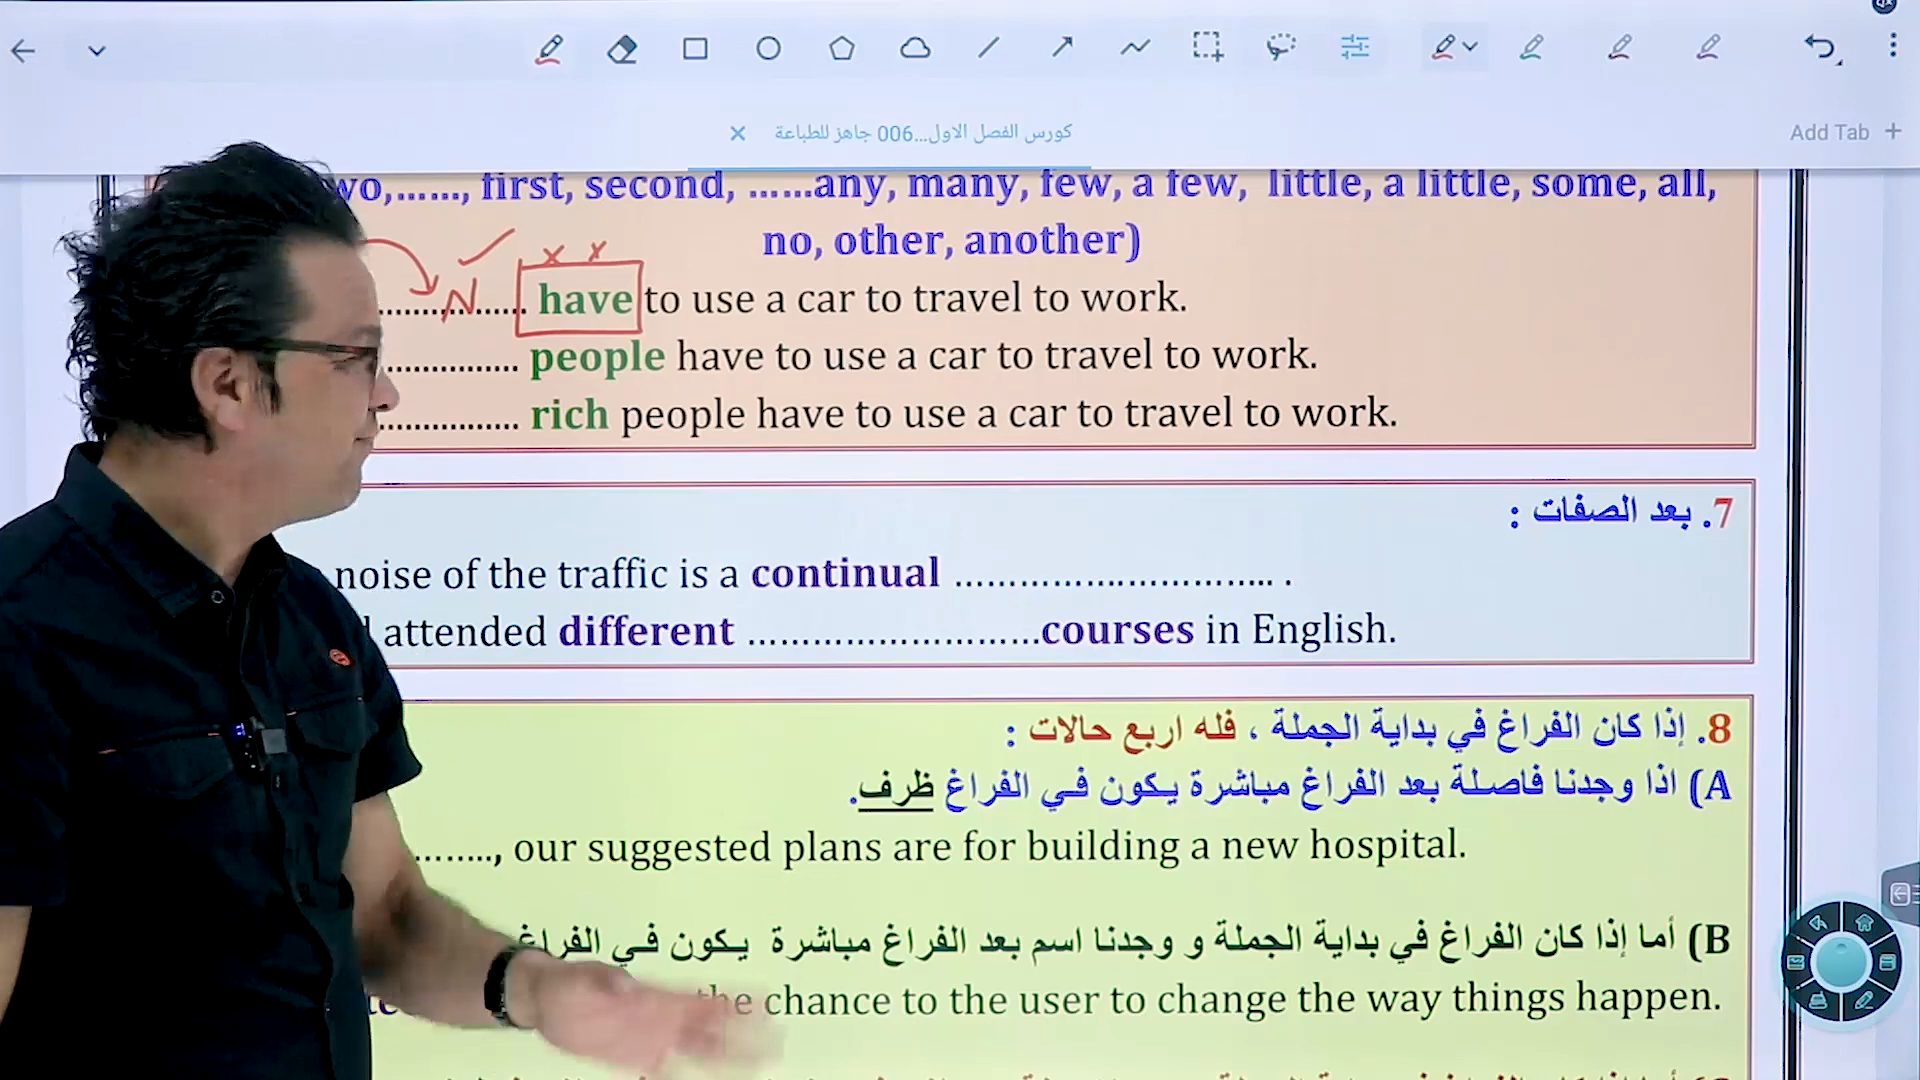 كورس الفصل الاول...006 جاهز للطباعة
Add Tab
first, second, ......any, many, few, a few, little, a little, some, all,
no, other, another)
................ N .... have to use a car to travel to work.
................ people have to use a car to travel to work.
................ rich people have to use a car to travel to work.
7. بعد الصفات :
noise of the traffic is a continual ................................ .
attended different ............................courses in English.
8. إذا كان الفراغ في بداية الجملة ، فله اربع حالات :
A) اذا وجدنا فاصلة بعد الفراغ مباشرة يكون في الفراغ ظرف.
........, our suggested plans are for building a new hospital.
B) أما إذا كان الفراغ في بداية الجملة و وجدنا اسم بعد الفراغ مباشرة يكون في الفراغ
the chance to the user to change the way things happen.